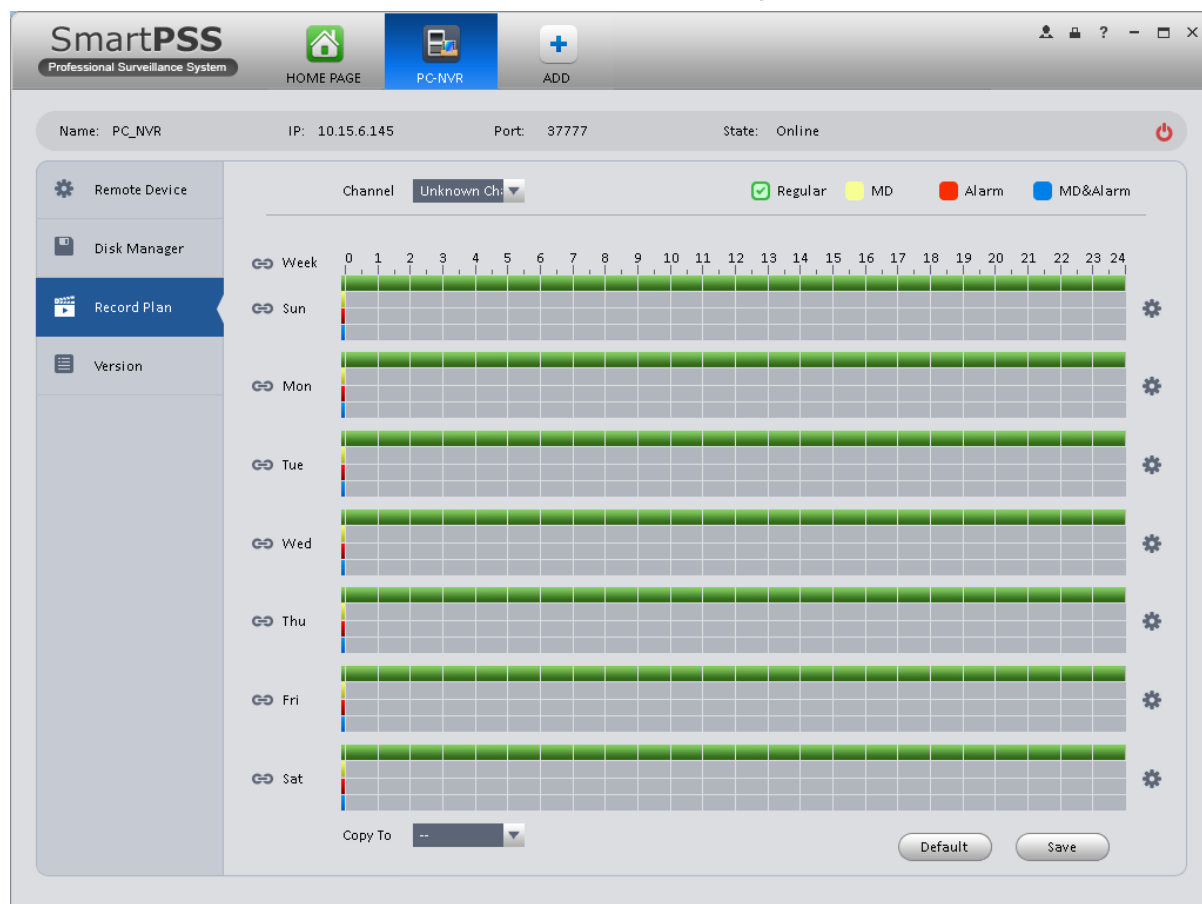 SmartPSS
Professional Surveillance System
HOME PAGE
PC-NVR
ADD
?
Name: PC_NVR IP: 10.15.6.145 Port: 37777 State: Online
Remote Device
Disk Manager
Record Plan
Version
Channel Unknown Ch Regular MD Alarm MD&Alarm
Week 0 1 2 3 4 5 6 7 8 9 10 11 12 13 14 15 16 17 18 19 20 21 22 23 24
Sun
Mon
Tue
Wed
Thu
Fri
Sat
Copy To --
Default Save